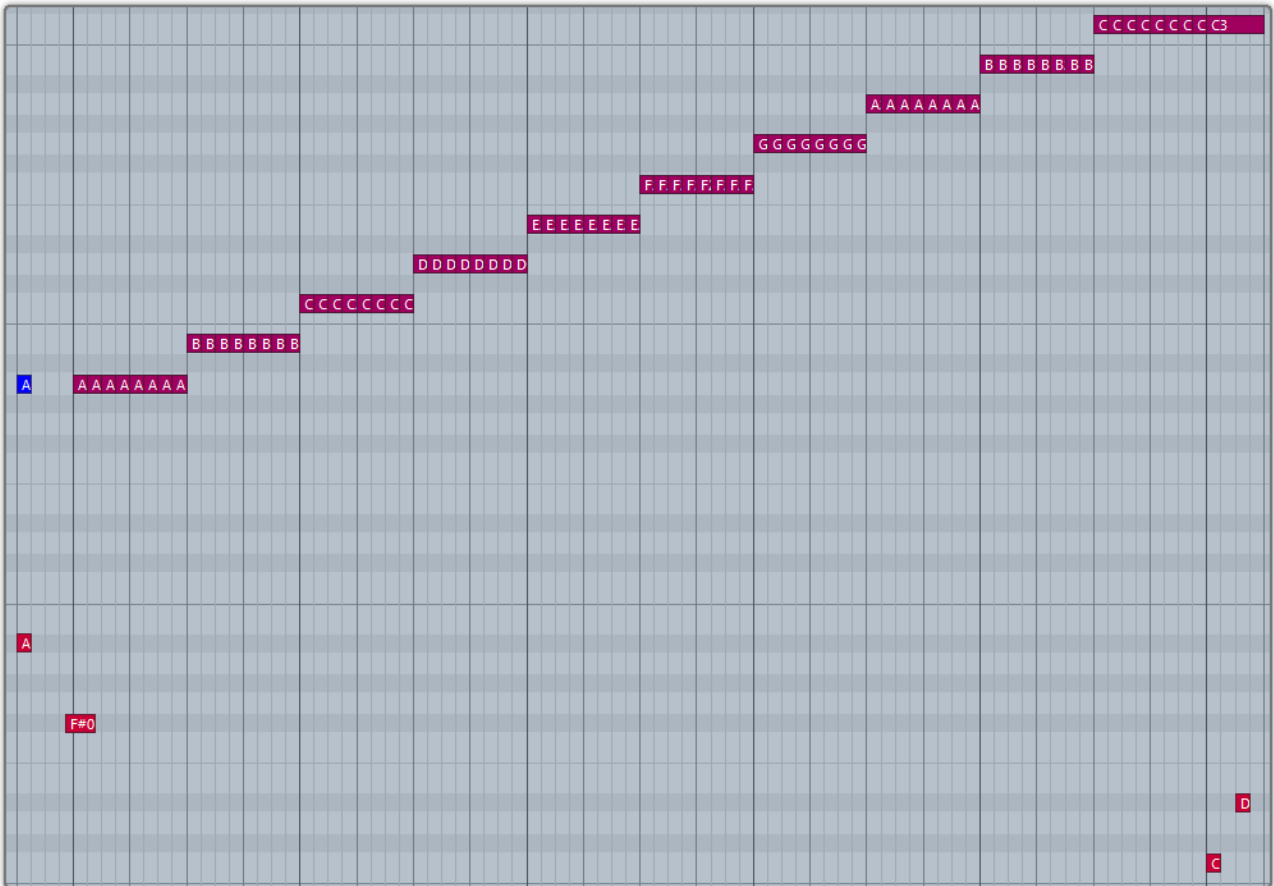 C C C C C C C C C3
B B B B B B B B
A A A A A A A A
G G G G G G G G
F F F F F F F F
E E E E E E E E
D D D D D D D D
C C C C C C C C
B B B B B B B B
A A A A A A A A A
A
F#0
D
C